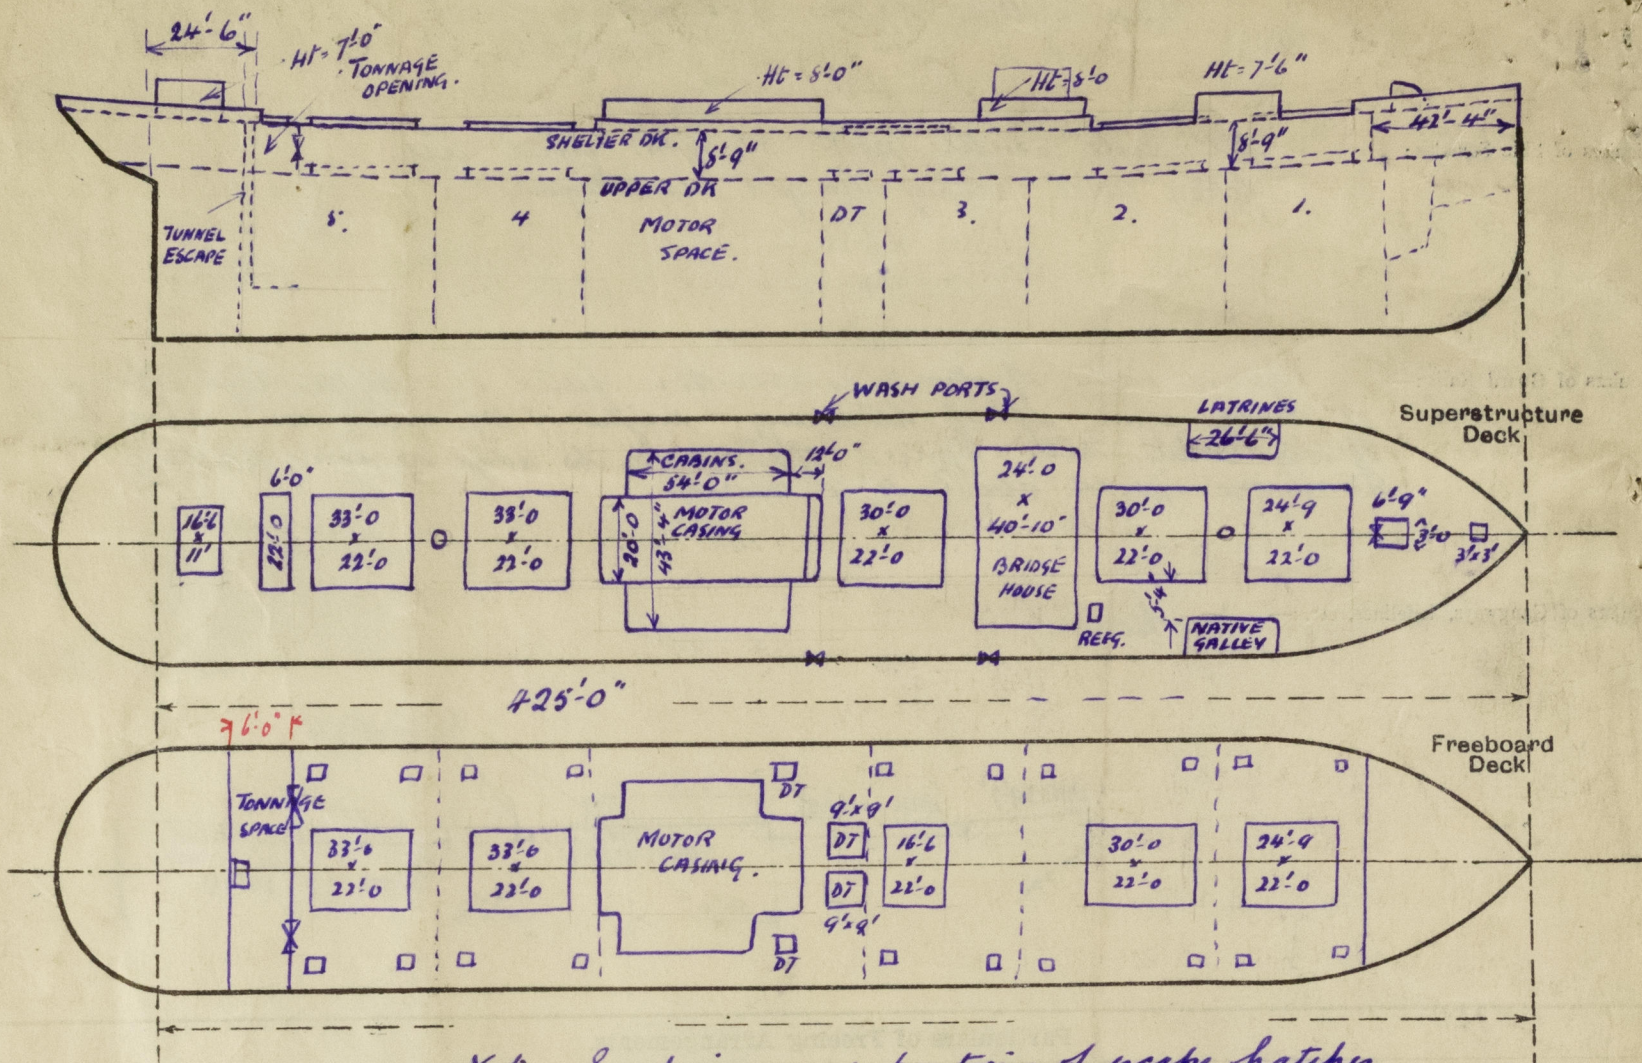 24'-6"
Ht = 7'-0"
TONNAGE
OPENING.
Ht = 8'-0"
Ht = 8'-0
Ht = 7'-6"
42'-4"
SHELTER DK.
8'-9"
8'-9"
UPPER DK
TUNNEL
ESCAPE
5.
4
MOTOR
SPACE.
DT
3.
2.
1.
WASH PORTS
LATRINES
26'-6"
Superstructure
Deck
16'-6
x
11'
6'-0"
22'-0
33'-0
x
22'-0
33'-0
x
22'-0
CABINS.
54'-0"
12'-0"
20'-0
43'-4"
MOTOR
CASING
30'-0
x
22'-0
24'-0
x
40'-10"
BRIDGE
HOUSE
REFG.
30'-0
x
22'-0
24'-9
x
22'-0
6'-9"
3'-0
3'x3'
NATIVE
GALLEY
425'-0"
6'-0"
Freeboard
Deck
TONNAGE
SPACE
33'-6
x
22'-0
33'-6
x
22'-0
MOTOR
CASING.
DT
DT
9'x9'
DT
DT
9'x9'
16'-6
x
22'-0
30'-0
x
22'-0
24'-9
x
22'-0
of escape hatches